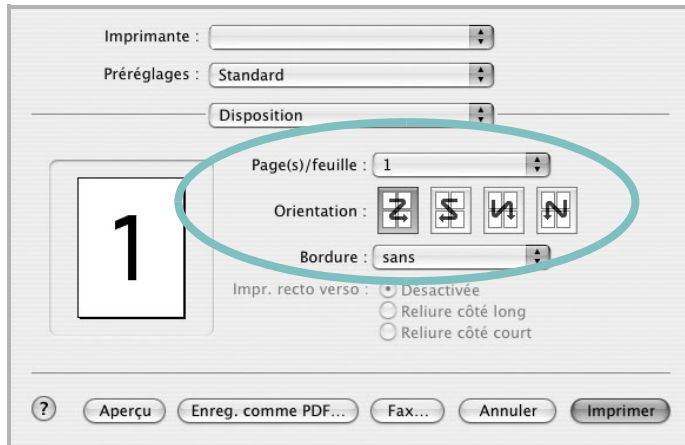 Imprimante :
Préréglages : Standard
Disposition
Page(s)/feuille : 1
1
Orientation :
Bordure : sans
Impr. recto verso : Désactivée
Reliure côté long
Reliure côté court
? Aperçu Enreg. comme PDF... Fax... Annuler Imprimer